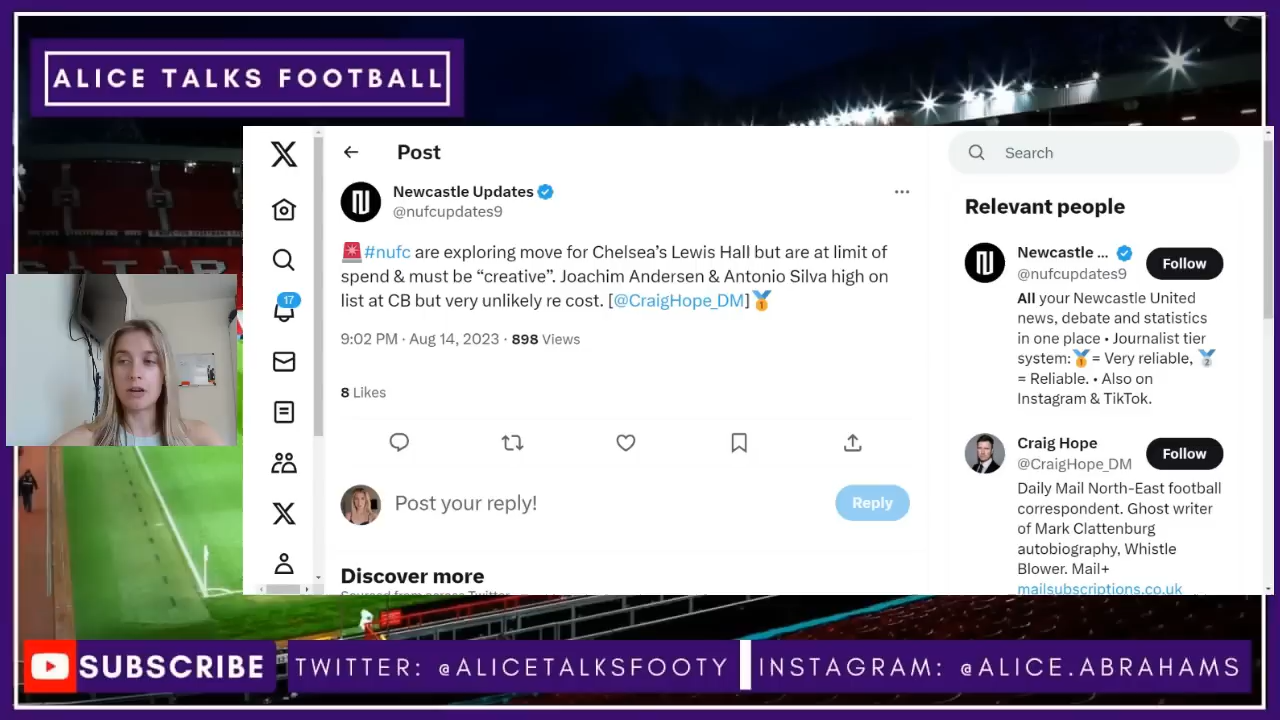 ALICE TALKS FOOTBALL
Post
Search
Newcastle Updates
@nufcupdates9
🚨#nufc are exploring move for Chelsea’s Lewis Hall but are at limit of
spend & must be “creative”. Joachim Andersen & Antonio Silva high on
list at CB but very unlikely re cost. [@CraigHope_DM]🥇
9:02 PM · Aug 14, 2023 · 898 Views
8 Likes
17
Post your reply!
Reply
Discover more
Relevant people
Newcastle ...
@nufcupdates9
Follow
All your Newcastle United
news, debate and statistics
in one place • Journalist tier
system:🥇= Very reliable, 🥈
= Reliable. • Also on
Instagram & TikTok.
Craig Hope
@CraigHope_DM
Follow
Daily Mail North-East football
correspondent. Ghost writer
of Mark Clattenburg
autobiography, Whistle
Blower. Mail+
mailsubscriptions.co.uk
SUBSCRIBE
TWITTER: @ALICETALKSFOOTY
INSTAGRAM: @ALICE.ABRAHAMS